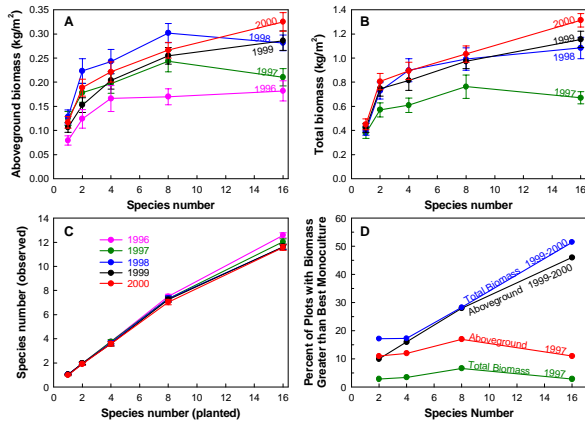 A
Aboveground biomass (kg/m²)
0.35
0.30
0.25
0.20
0.15
0.10
0.05
0.00
2000
1998
1999
1997
1996
0 2 4 6 8 10 12 14 16
Species number
B
Total biomass (kg/m²)
1.4
1.2
1.0
0.8
0.6
0.4
0.2
0.0
2000
1999
1998
1997
0 2 4 6 8 10 12 14 16
Species number
C
Species number (observed)
14
12
10
8
6
4
2
0
1996
1997
1998
1999
2000
0 2 4 6 8 10 12 14 16
Species number (planted)
D
Percent of Plots with Biomass
Greater than Best Monoculture
60
50
40
30
20
10
0
Total Biomass 1999-2000
Aboveground 1999-2000
Aboveground 1997
Total Biomass 1997
0 2 4 6 8 10 12 14 16
Species Number